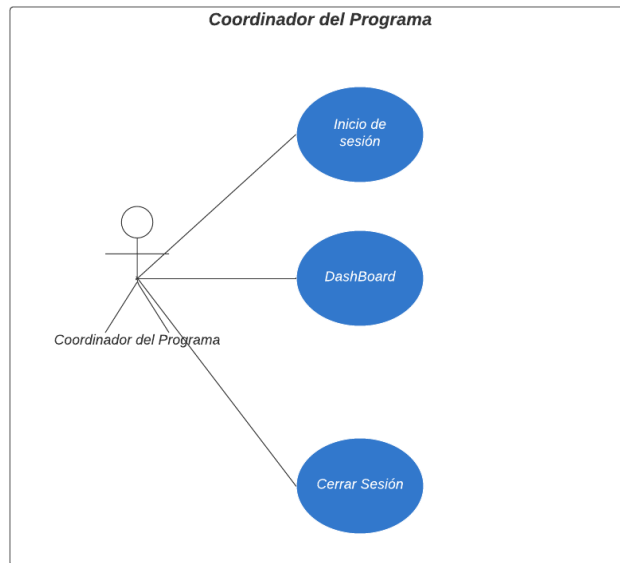 Coordinador del Programa
Inicio de
sesión
DashBoard
Coordinador del Programa
Cerrar Sesión